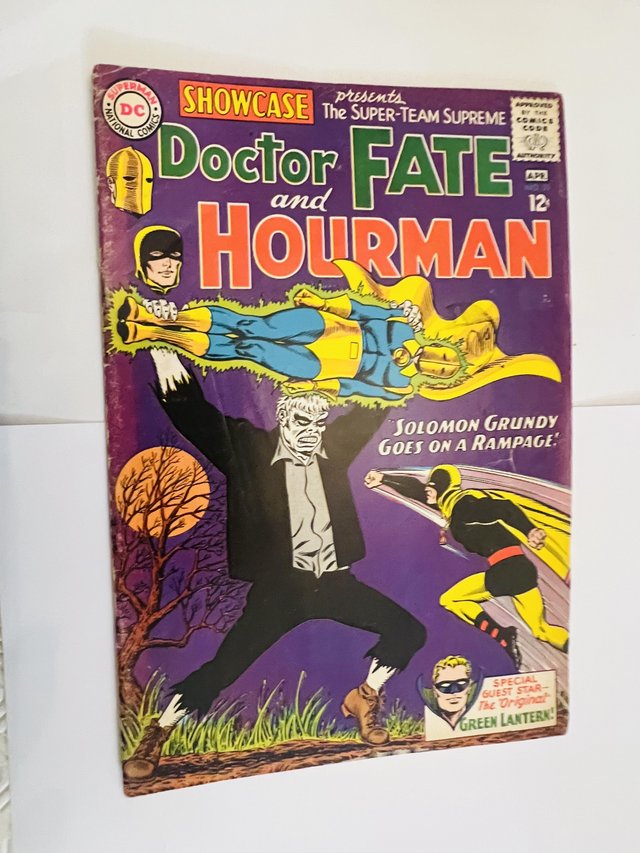 SUPERMAN
DC
NATIONAL COMICS
SHOWCASE
presents
The SUPER-TEAM SUPREME
APPROVED
BY THE
COMICS
CODE
AUTHORITY
Doctor FATE
and
HOURMAN
APR.
12¢
"SOLOMON GRUNDY
GOES ON A RAMPAGE!"
SPECIAL
GUEST STAR—
The "Original"
GREEN LANTERN!